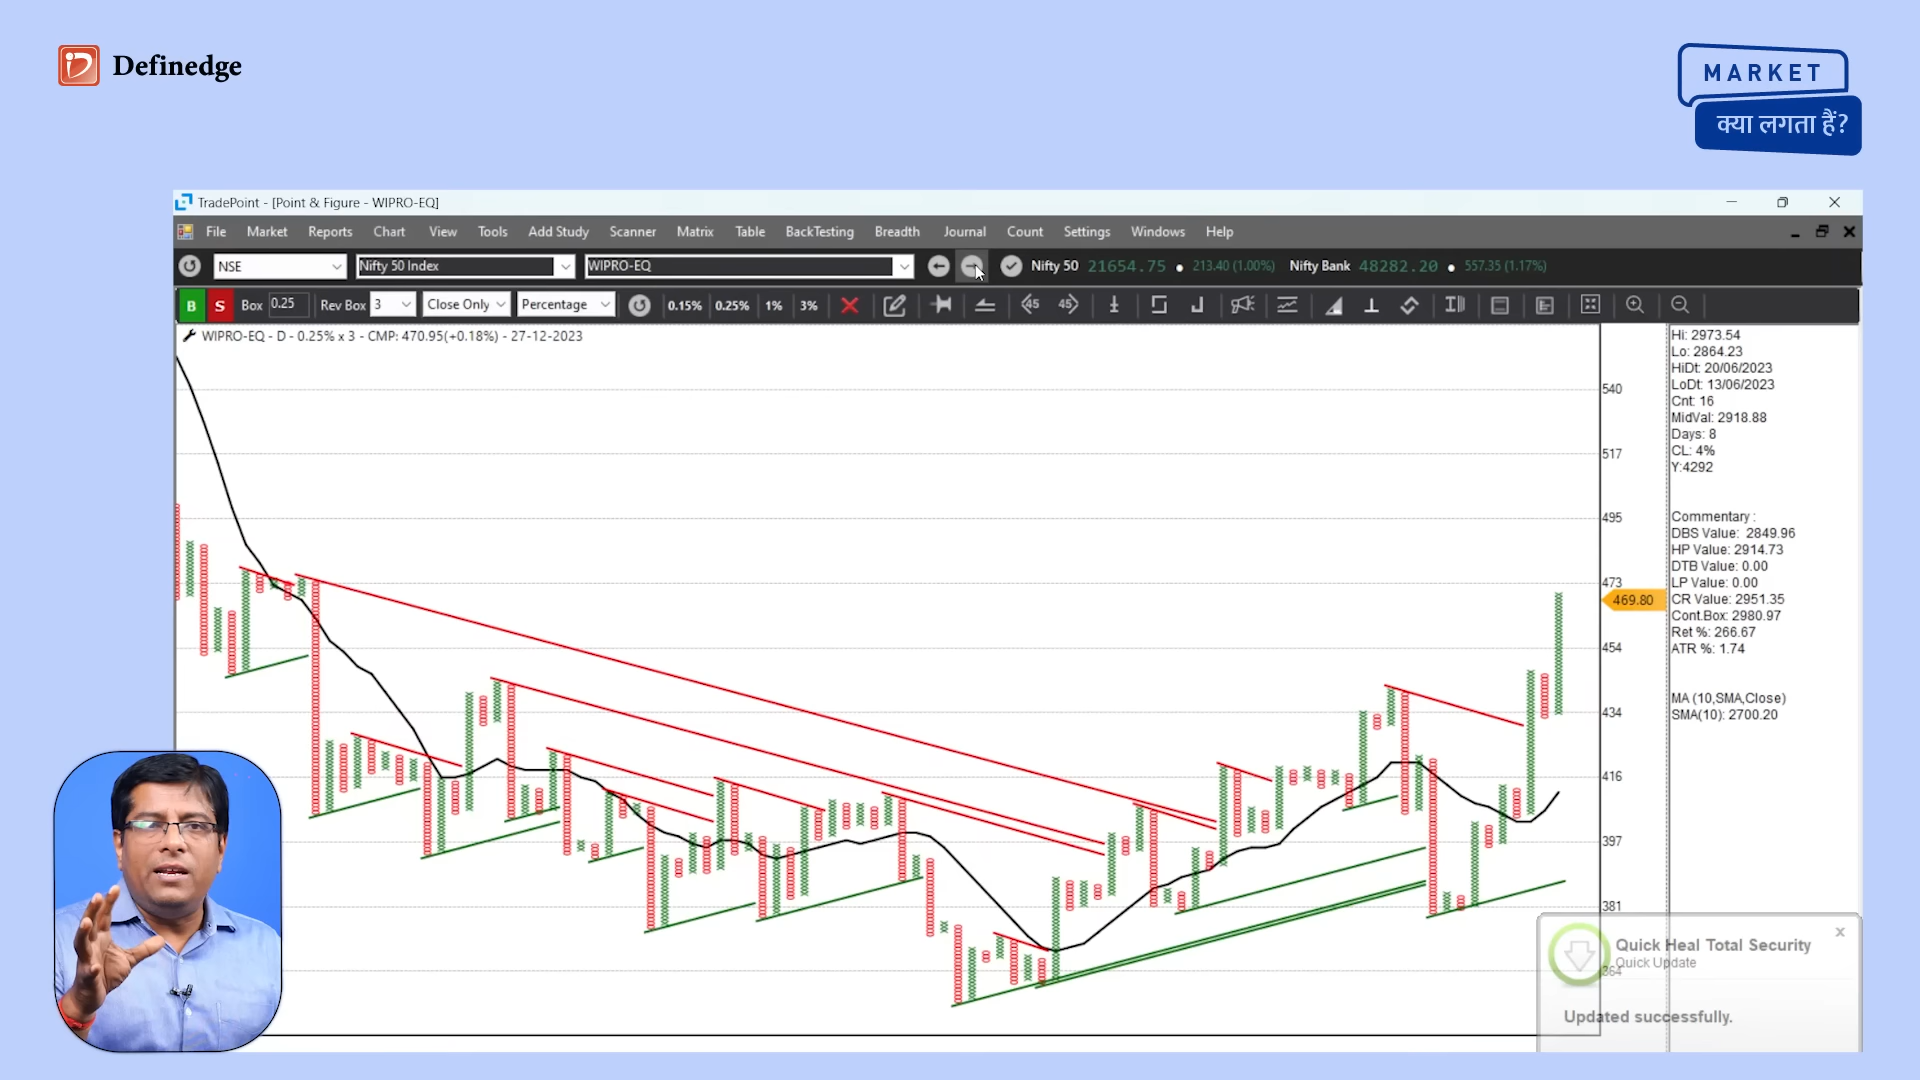 Definedge
MARKET
क्या लगता हैं?
TradePoint - [Point & Figure - WIPRO-EQ]
File Market Reports Chart View Tools Add Study Scanner Matrix Table BackTesting Breadth Journal Count Settings Windows Help
NSE Nifty 50 Index WIPRO-EQ Nifty 50 21654.75 213.40 (1.00%) Nifty Bank 48282.20 557.35 (1.17%)
B S Box 0.25 Rev Box 3 Close Only Percentage 0.15% 0.25% 1% 3% 45 45
WIPRO-EQ - D - 0.25% x 3 - CMP: 470.95(+0.18%) - 27-12-2023
540
517
495
473
469.80
454
434
416
397
381
364
Hi: 2973.54
Lo: 2864.23
HiDt: 20/06/2023
LoDt: 13/06/2023
Cnt: 16
MidVal: 2918.88
Days: 8
CL: 4%
Y:4292
Commentary :
DBS Value: 2849.96
HP Value: 2914.73
DTB Value: 0.00
LP Value: 0.00
CR Value: 2951.35
Cont.Box: 2980.97
Ret %: 266.67
ATR %: 1.74
MA (10,SMA,Close)
SMA(10): 2700.20
Quick Heal Total Security
Quick Update
Updated successfully.